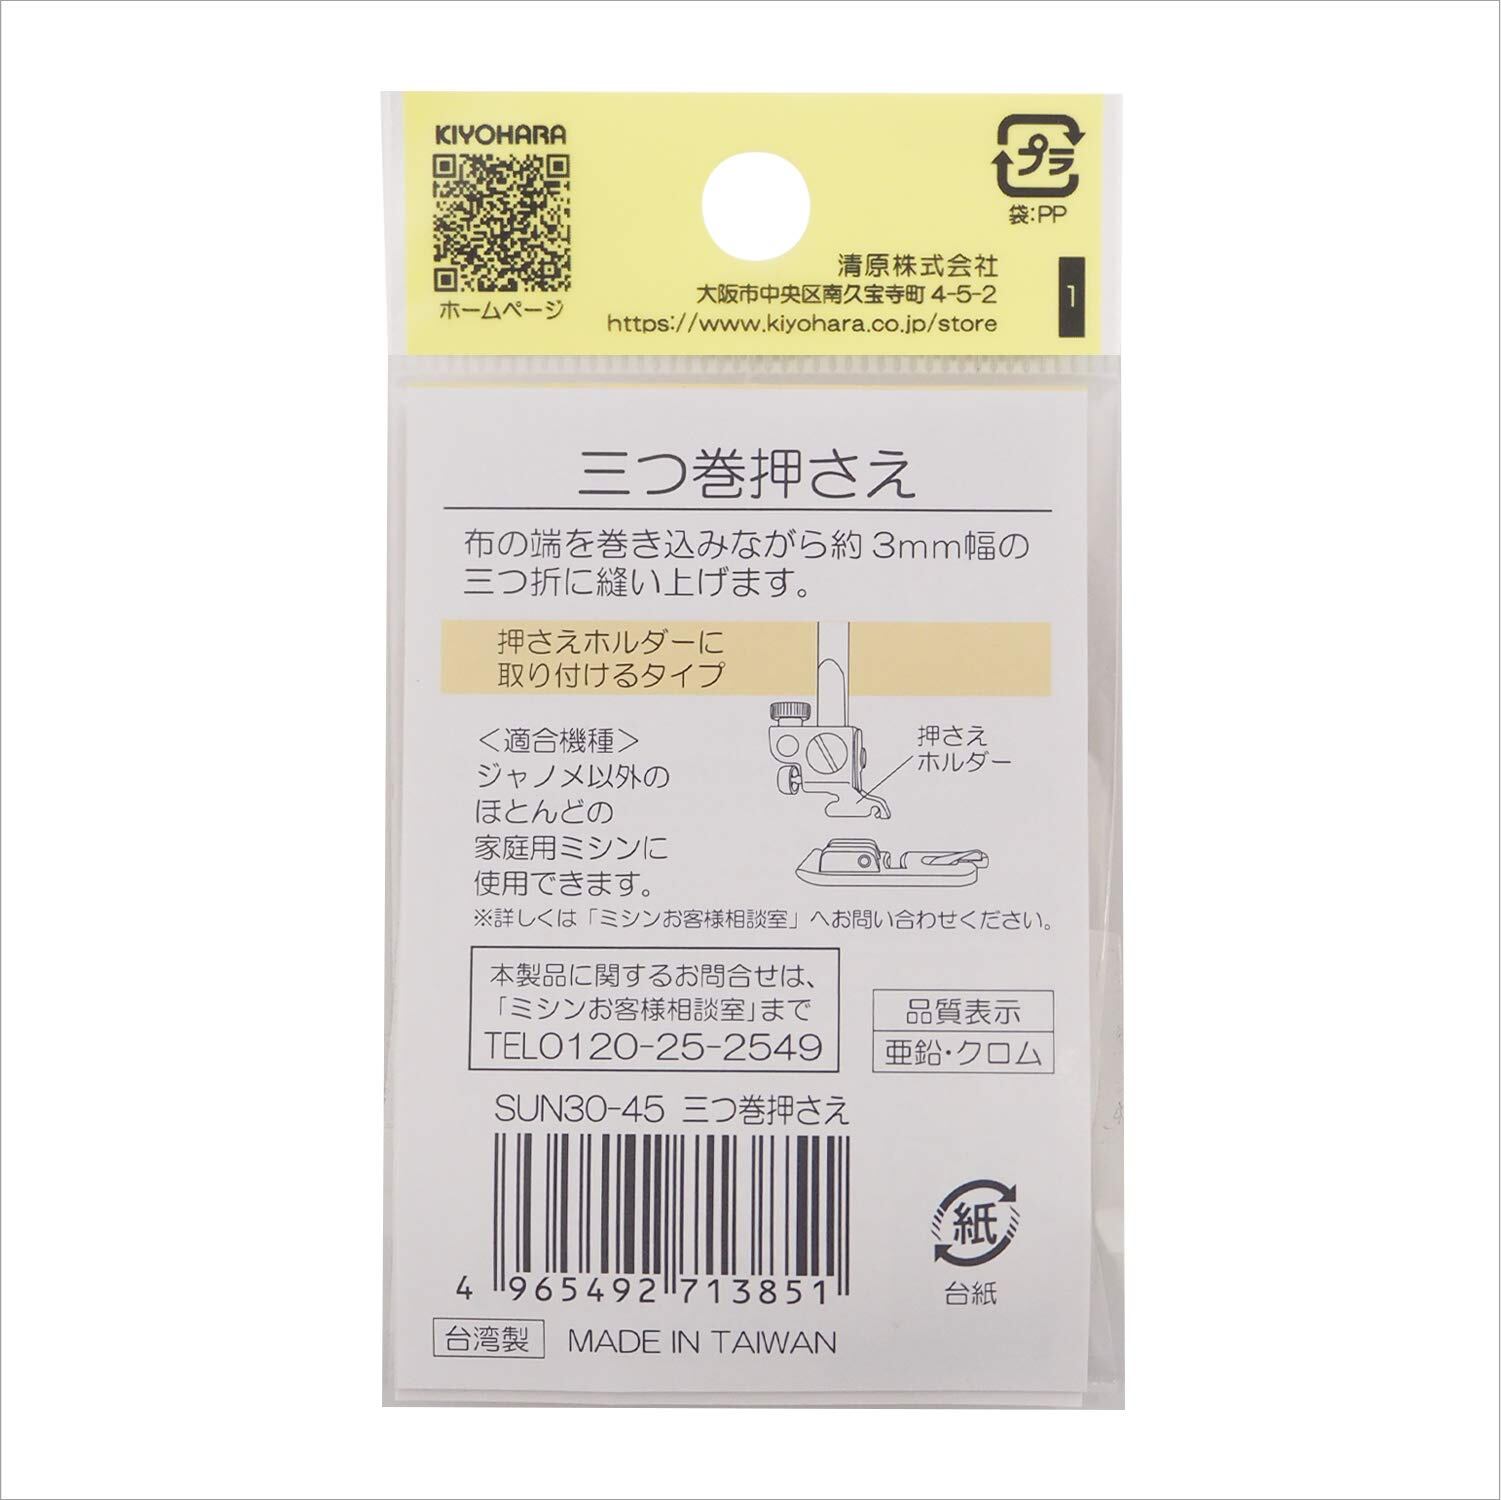 KIYOHARA
ホームページ
プラ
袋:PP
清原株式会社
大阪市中央区南久宝寺町 4-5-2
https://www.kiyohara.co.jp/store
1
三つ巻押さえ
布の端を巻き込みながら約 3mm幅の
三つ折に縫い上げます。
押さえホルダーに
取り付けるタイプ
＜適合機種＞
ジャノメ以外の
ほとんどの
家庭用ミシンに
使用できます。
押さえ
ホルダー
※詳しくは「ミシンお客様相談室」へお問い合わせください。
本製品に関するお問合せは、
「ミシンお客様相談室」まで
TEL0120-25-2549
品質表示
亜鉛・クロム
SUN30-45 三つ巻押さえ
4 965492 713851
紙
台紙
台湾製 MADE IN TAIWAN